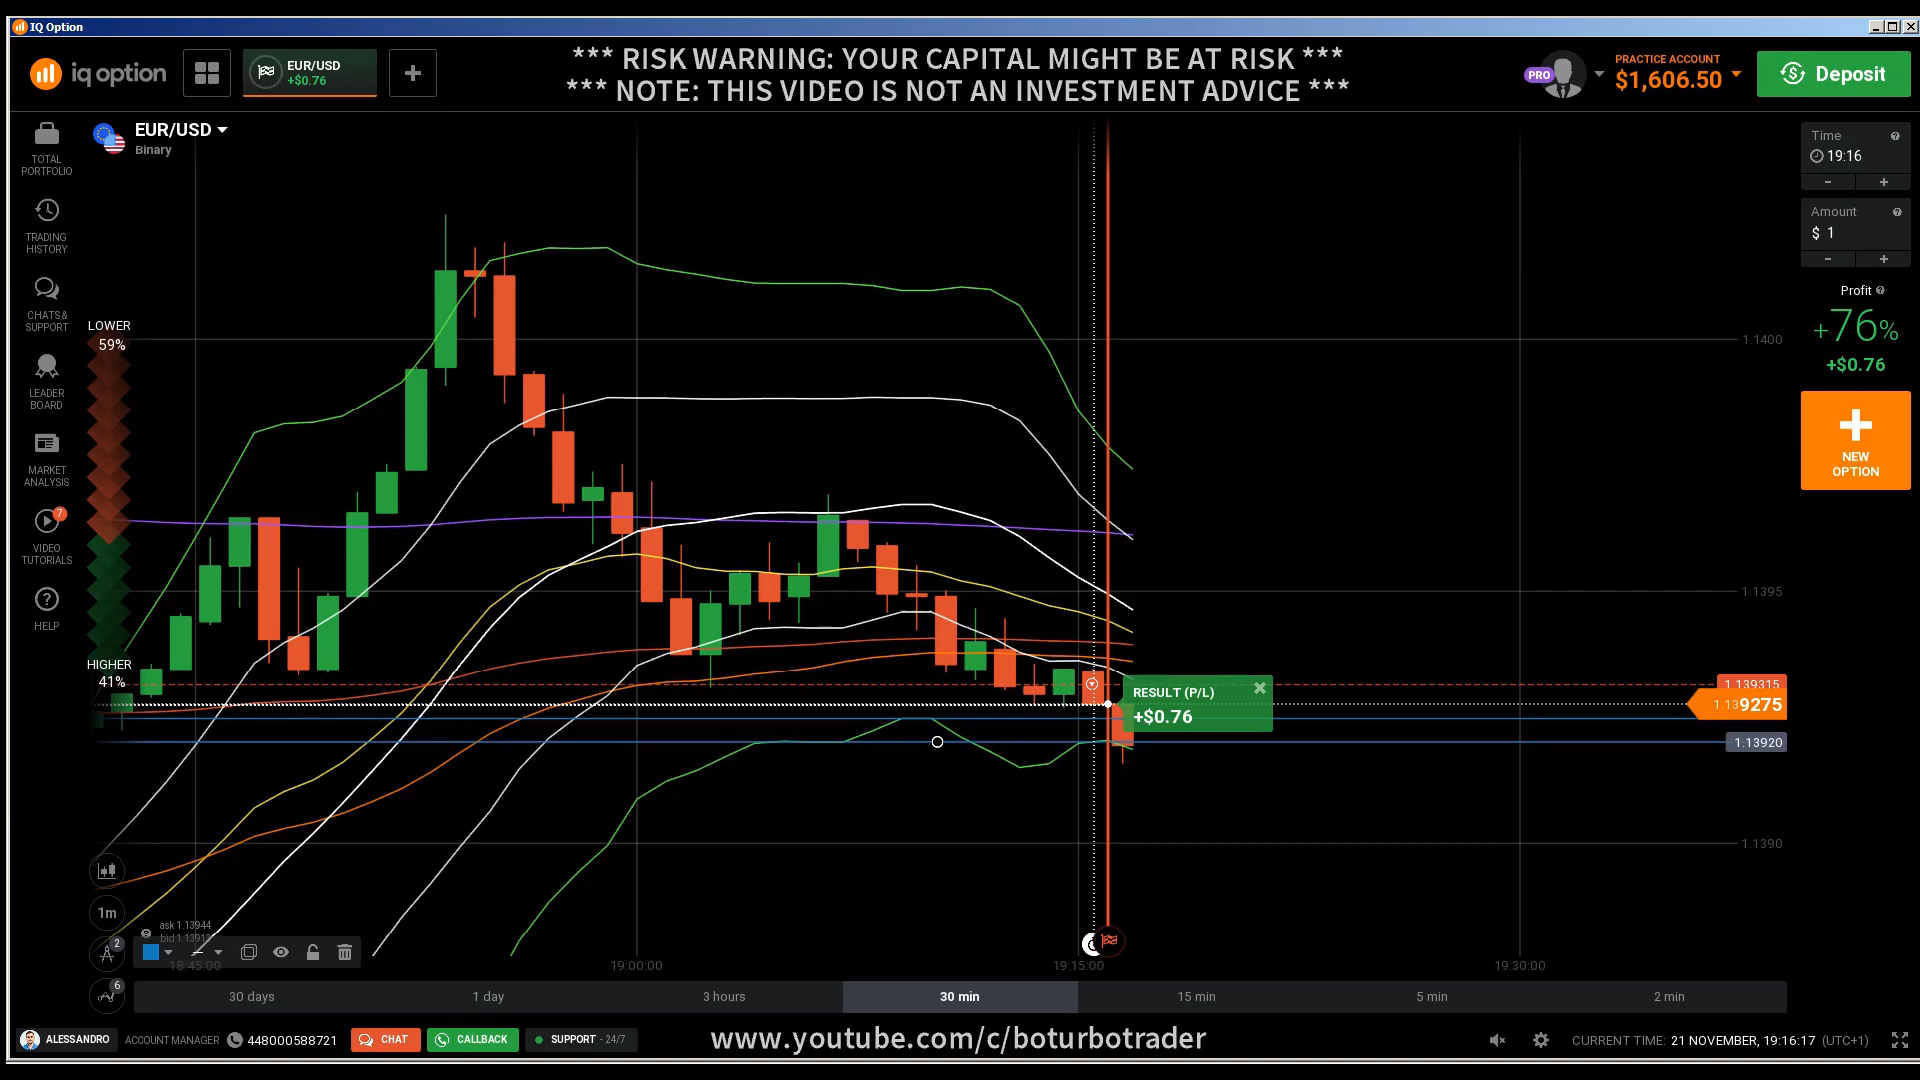 IQ Option
iq option
EUR/USD
+$0.76
*** RISK WARNING: YOUR CAPITAL MIGHT BE AT RISK ***
*** NOTE: THIS VIDEO IS NOT AN INVESTMENT ADVICE ***
PRO
PRACTICE ACCOUNT
$1,606.50
Deposit
EUR/USD
Binary
TOTAL
PORTFOLIO
TRADING
HISTORY
CHATS &
SUPPORT
LEADER
BOARD
MARKET
ANALYSIS
7
VIDEO
TUTORIALS
HELP
LOWER
59%
HIGHER
41%
Time
19:16
- +
Amount
$ 1
- +
Profit
+76%
+$0.76
NEW
OPTION
1.1400
1.1395
1.139315
1.139275
1.13920
1.1390
RESULT (P/L)
+$0.76
1m
2
6
ask 1.13944
18:45:00
19:00:00
19:15:00
19:30:00
30 days
1 day
3 hours
30 min
15 min
5 min
2 min
ALESSANDRO
ACCOUNT MANAGER
448000588721
CHAT
CALLBACK
SUPPORT - 24/7
www.youtube.com/c/boturbotrader
CURRENT TIME: 21 NOVEMBER, 19:16:17 (UTC+1)